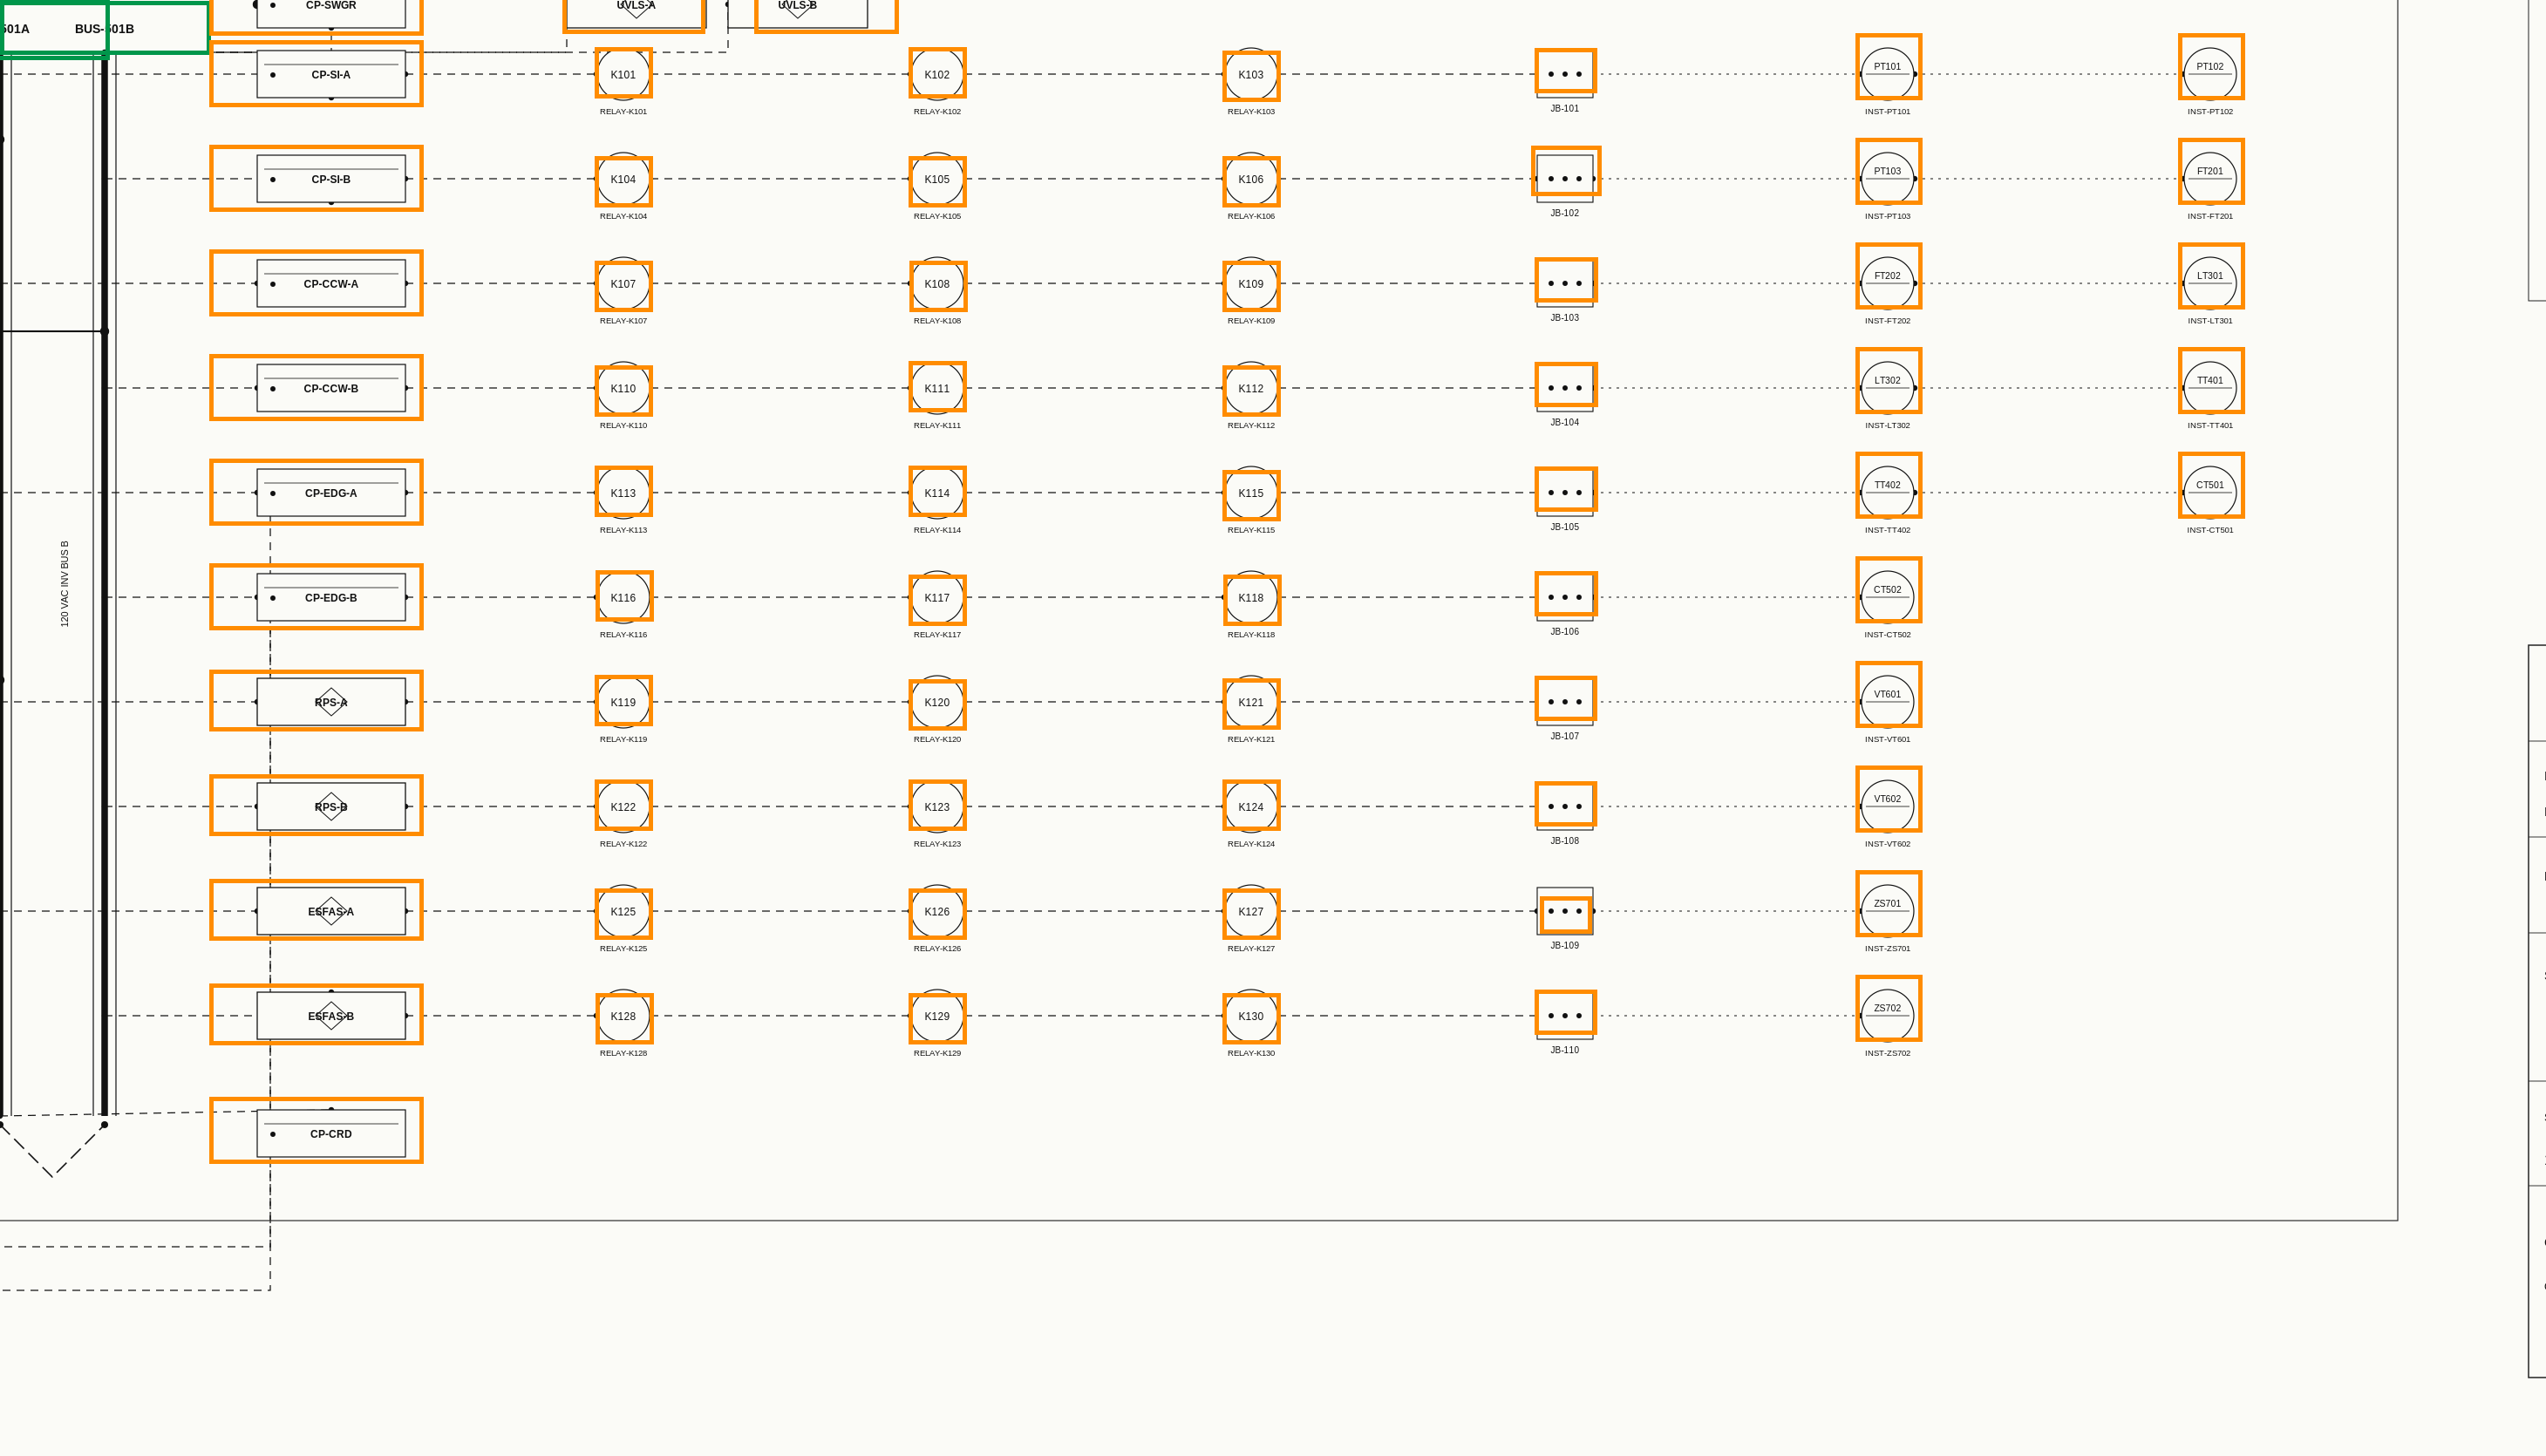 CP-SWGR UVLS-A UVLS-B
501A BUS-501B
CP-SI-A K101 K102 K103 PT101 PT102
RELAY-K101 RELAY-K102 RELAY-K103 JB-101 INST-PT101 INST-PT102
CP-SI-B K104 K105 K106 PT103 FT201
RELAY-K104 RELAY-K105 RELAY-K106 JB-102 INST-PT103 INST-FT201
CP-CCW-A K107 K108 K109 FT202 LT301
RELAY-K107 RELAY-K108 RELAY-K109 JB-103 INST-FT202 INST-LT301
CP-CCW-B K110 K111 K112 LT302 TT401
RELAY-K110 RELAY-K111 RELAY-K112 JB-104 INST-LT302 INST-TT401
CP-EDG-A K113 K114 K115 TT402 CT501
RELAY-K113 RELAY-K114 RELAY-K115 JB-105 INST-TT402 INST-CT501
120 VAC INV BUS B
CP-EDG-B K116 K117 K118 CT502
RELAY-K116 RELAY-K117 RELAY-K118 JB-106 INST-CT502
RPS-A K119 K120 K121 VT601
RELAY-K119 RELAY-K120 RELAY-K121 JB-107 INST-VT601
RPS-B K122 K123 K124 VT602
RELAY-K122 RELAY-K123 RELAY-K124 JB-108 INST-VT602
ESFAS-A K125 K126 K127 ZS701
RELAY-K125 RELAY-K126 RELAY-K127 JB-109 INST-ZS701
ESFAS-B K128 K129 K130 ZS702
RELAY-K128 RELAY-K129 RELAY-K130 JB-110 INST-ZS702
CP-CRD